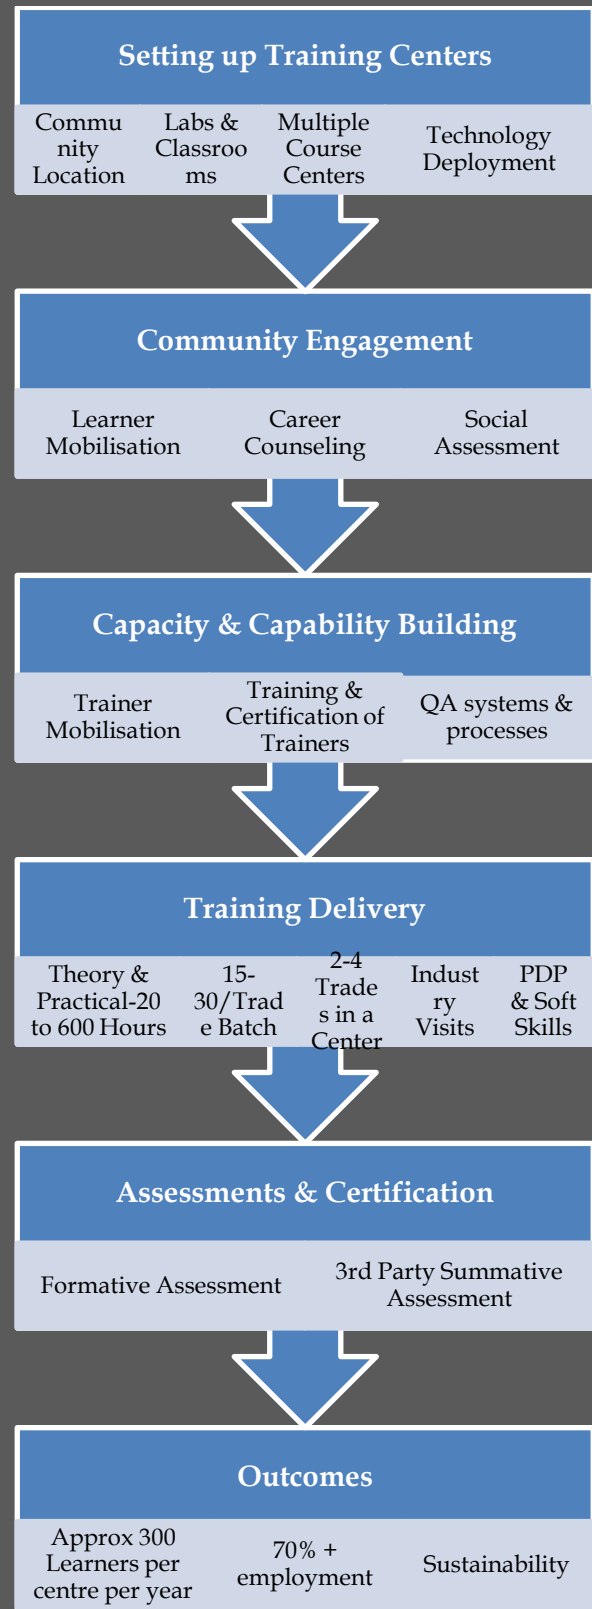 Setting up Training Centers
Commu
nity
Location
Labs &
Classroo
ms
Multiple
Course
Centers
Technology
Deployment
Community Engagement
Learner
Mobilisation
Career
Counseling
Social
Assessment
Capacity & Capability Building
Trainer
Mobilisation
Training &
Certification of
Trainers
QA systems &
processes
Training Delivery
Theory &
Practical-20
to 600 Hours
15-
30/Trad
e Batch
2-4
Trade
s in a
Center
Indust
ry
Visits
PDP
& Soft
Skills
Assessments & Certification
Formative Assessment
3rd Party Summative
Assessment
Outcomes
Approx 300
Learners per
centre per year
70% +
employment
Sustainability